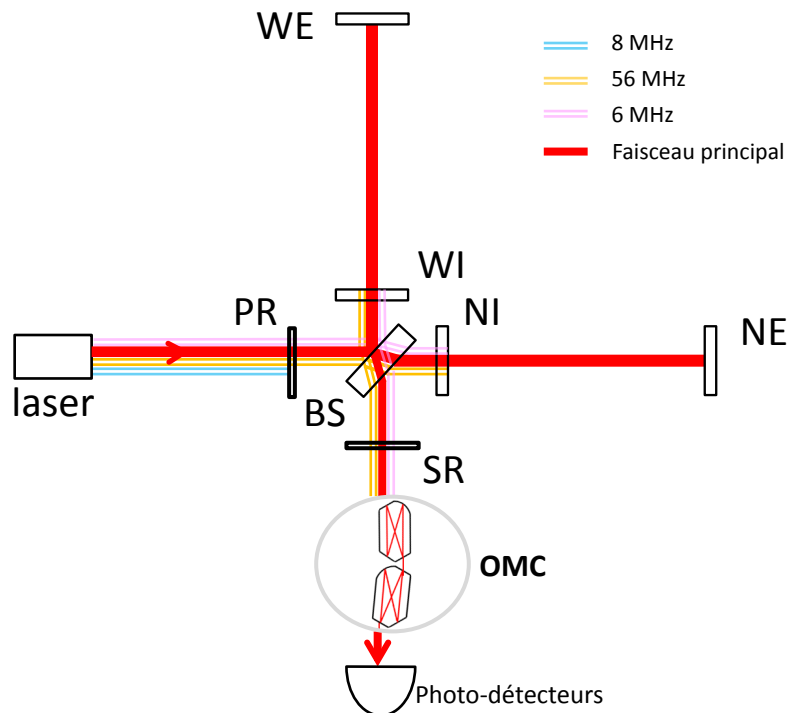 WE
8 MHz
56 MHz
6 MHz
Faisceau principal
WI
PR
NI
NE
laser
BS
SR
OMC
Photo-détecteurs